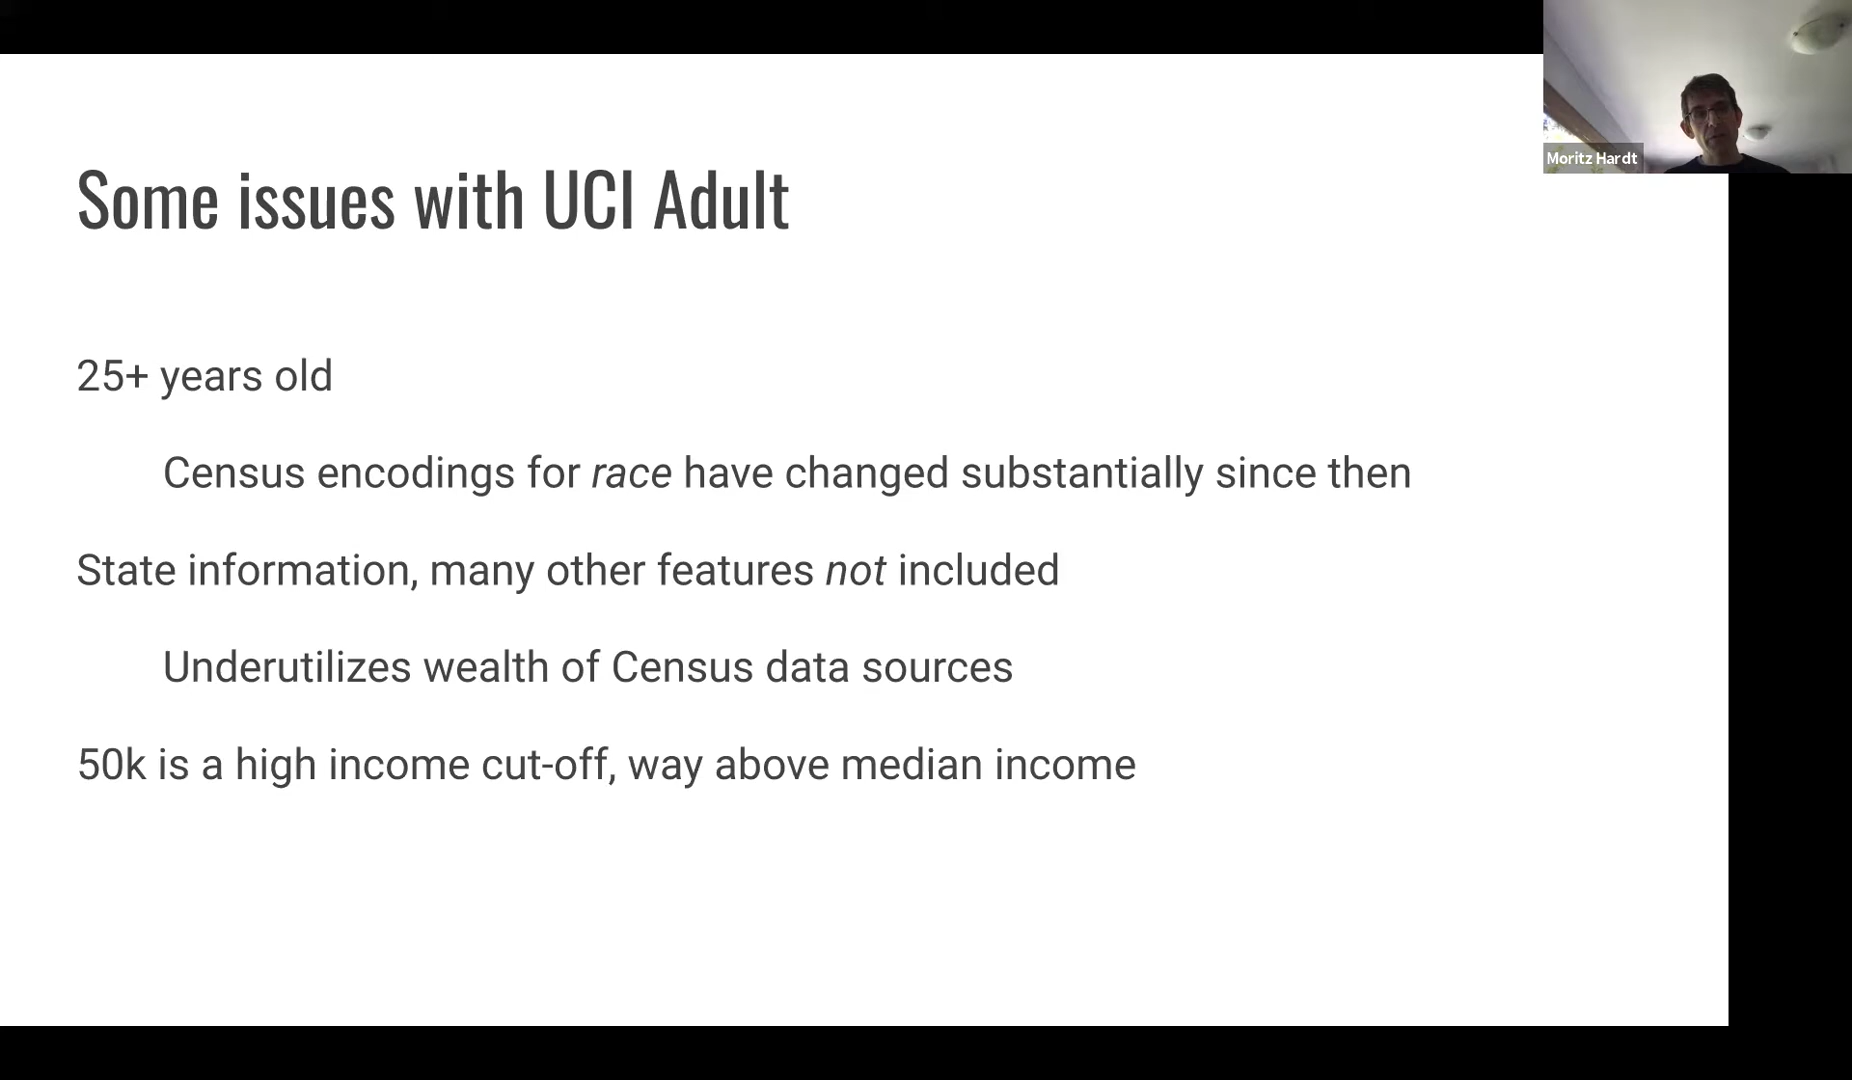 Moritz Hardt
Some issues with UCI Adult
25+ years old
Census encodings for race have changed substantially since then
State information, many other features not included
Underutilizes wealth of Census data sources
50k is a high income cut-off, way above median income